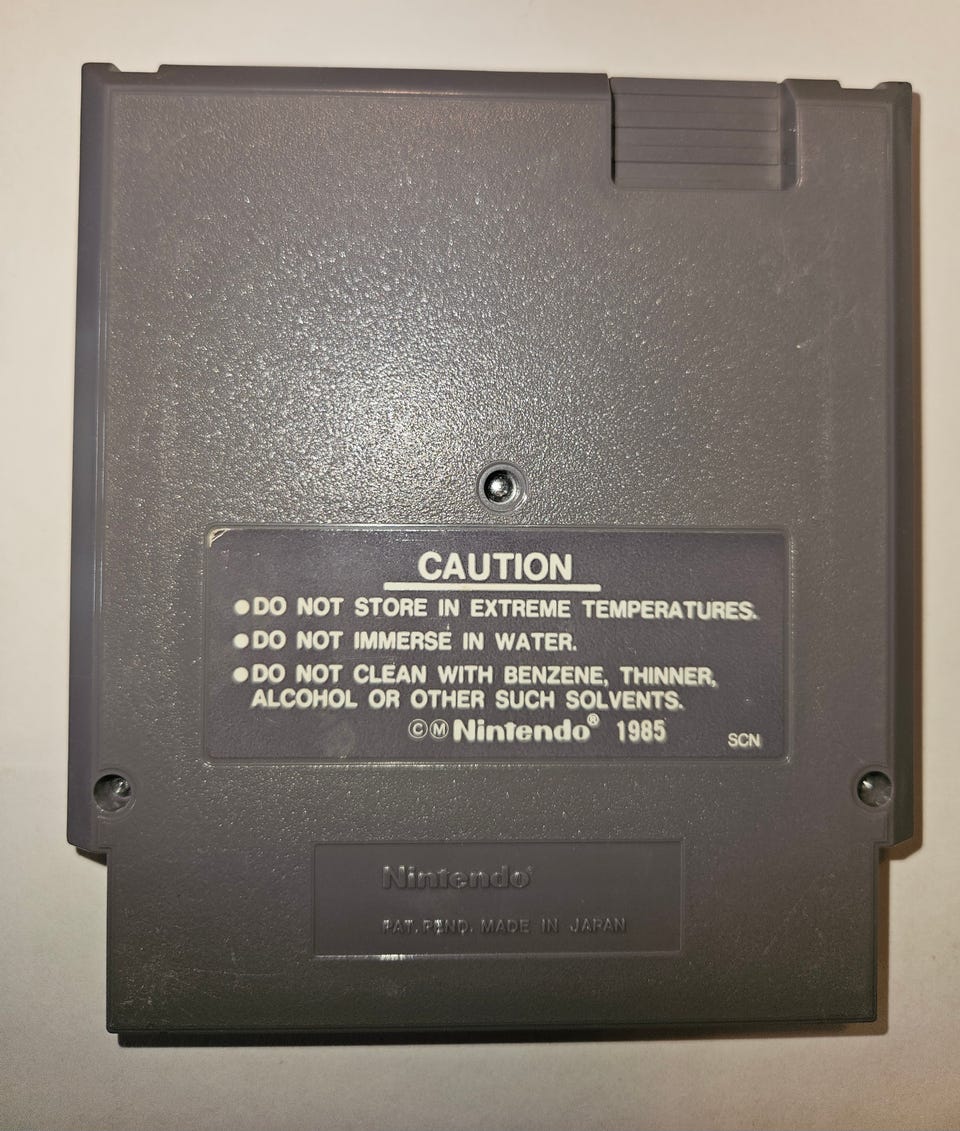 CAUTION
●DO NOT STORE IN EXTREME TEMPERATURES.
●DO NOT IMMERSE IN WATER.
●DO NOT CLEAN WITH BENZENE, THINNER,
ALCOHOL OR OTHER SUCH SOLVENTS.
©Ⓜ Nintendo® 1985
SCN
Nintendo®
PAT. PEND. MADE IN JAPAN